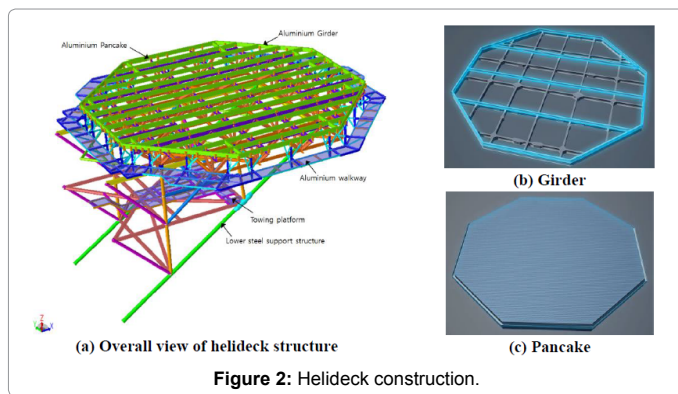 Aluminium Pancake
Aluminium Girder
Aluminium walkway
Towing platform
Lower steel support structure
Z
X
(a) Overall view of helideck structure
(b) Girder
(c) Pancake
Figure 2: Helideck construction.